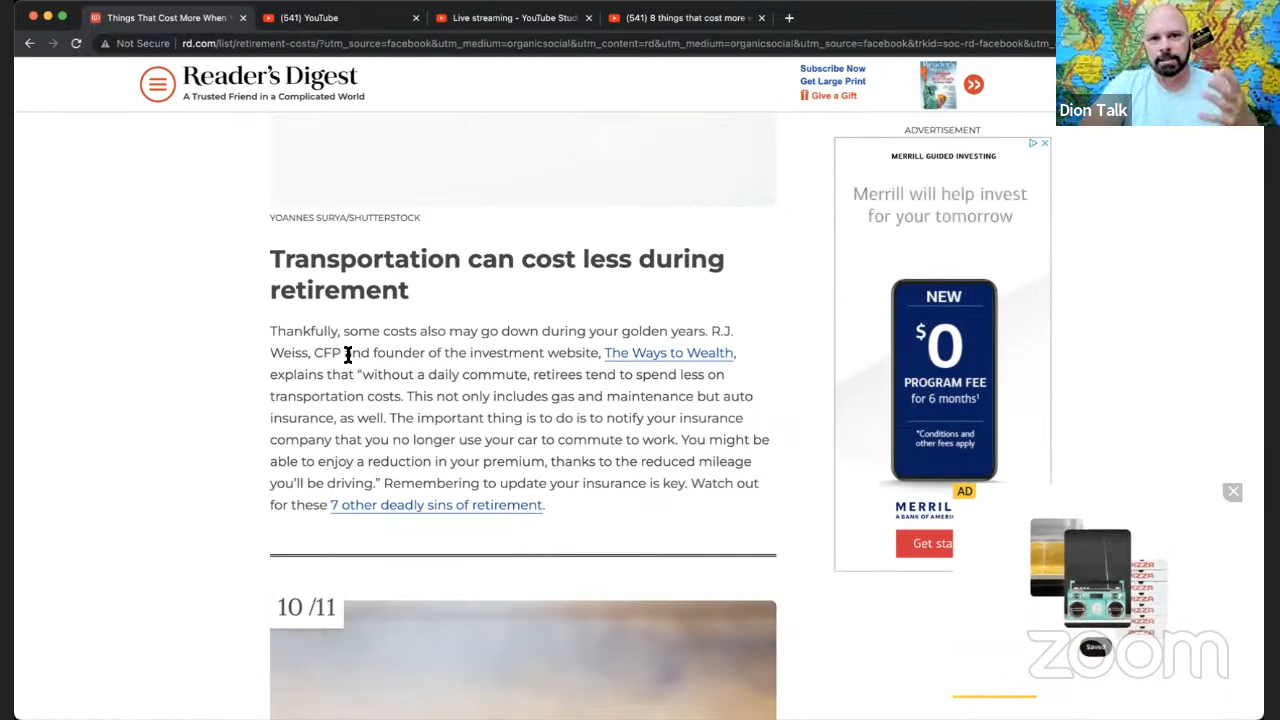 Things That Cost More When
(541) YouTube
Live streaming - YouTube Stud
(541) 8 things that cost more v
Not Secure
rd.com/list/retirement-costs/?utm_source=facebook&utm_medium=organicsocial&utm_content=rd&utm_medium=organicsocial&utm_source=facebook&trkid=soc-rd-facebook&utm_
Dion Talk
Reader's Digest
A Trusted Friend in a Complicated World
Subscribe Now
Get Large Print
Give a Gift
ADVERTISEMENT
MERRILL GUIDED INVESTING
Merrill will help invest
for your tomorrow
NEW
$0
PROGRAM FEE
for 6 months¹
*Conditions and
other fees apply
MERRIL
A BANK OF AMERI
Get sta
AD
YOANNES SURYA/SHUTTERSTOCK
Transportation can cost less during
retirement
Thankfully, some costs also may go down during your golden years. R.J.
Weiss, CFP and founder of the investment website, The Ways to Wealth,
explains that “without a daily commute, retirees tend to spend less on
transportation costs. This not only includes gas and maintenance but auto
insurance, as well. The important thing is to do is to notify your insurance
company that you no longer use your car to commute to work. You might be
able to enjoy a reduction in your premium, thanks to the reduced mileage
you’ll be driving.” Remembering to update your insurance is key. Watch out
for these 7 other deadly sins of retirement.
10 /11
Saved
zoom